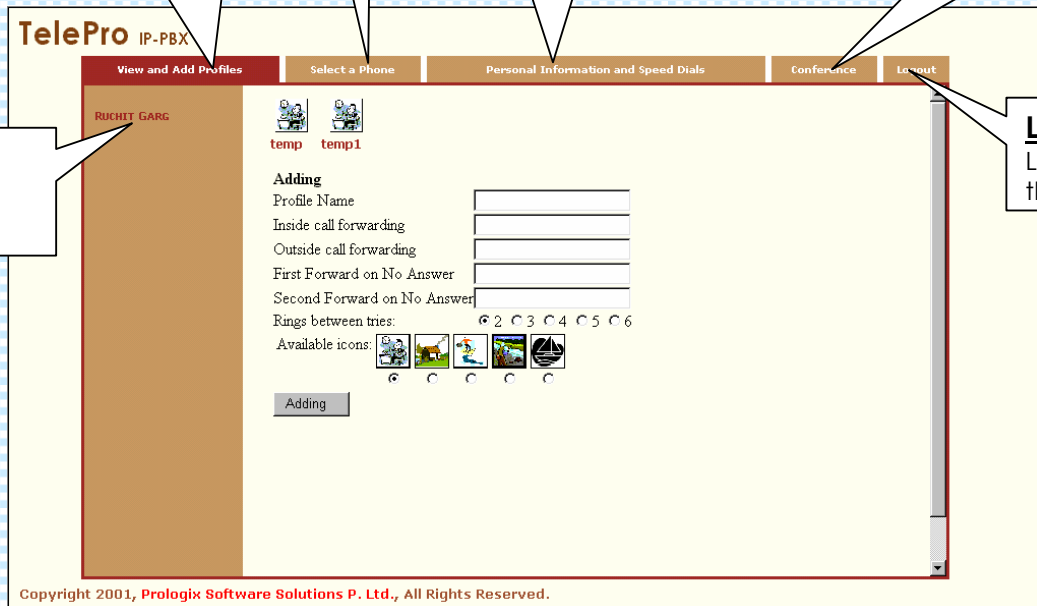 TelePro IP-PBX
View and Add Profiles Select a Phone Personal Information and Speed Dials Conference Logout
RUCHIT GARG
temp temp1
Adding
Profile Name
Inside call forwarding
Outside call forwarding
First Forward on No Answer
Second Forward on No Answer
Rings between tries: 2 3 4 5 6
Available icons:
Adding
Copyright 2001, Prologix Software Solutions P. Ltd., All Rights Reserved.